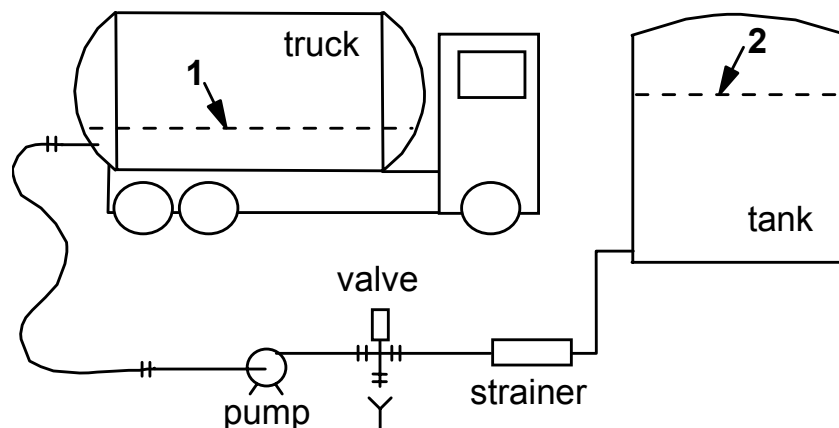 truck
1
2
tank
valve
strainer
pump